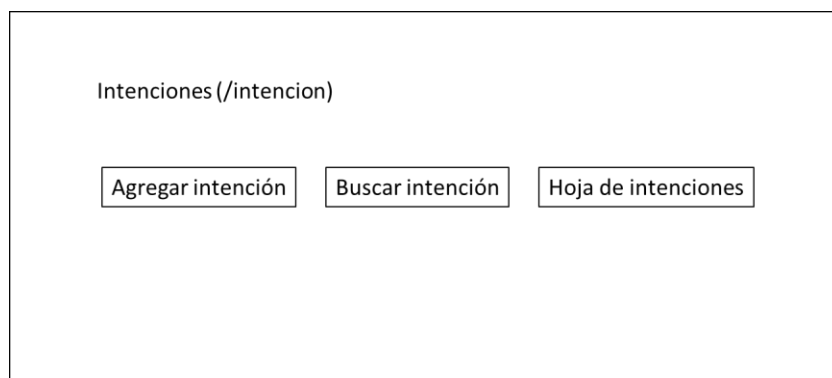 Intenciones (/intencion)
Agregar intención Buscar intención Hoja de intenciones